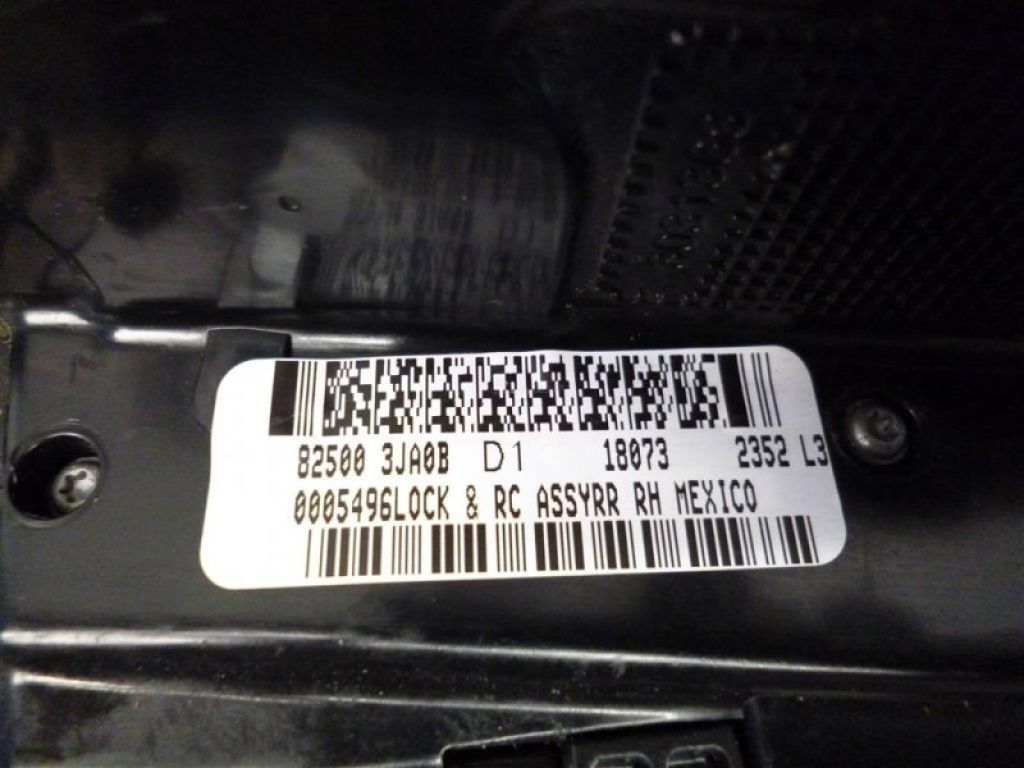 82500 3JA0B D1 18073 2352 L3
0005496LOCK & RC ASSYRR RH MEXICO